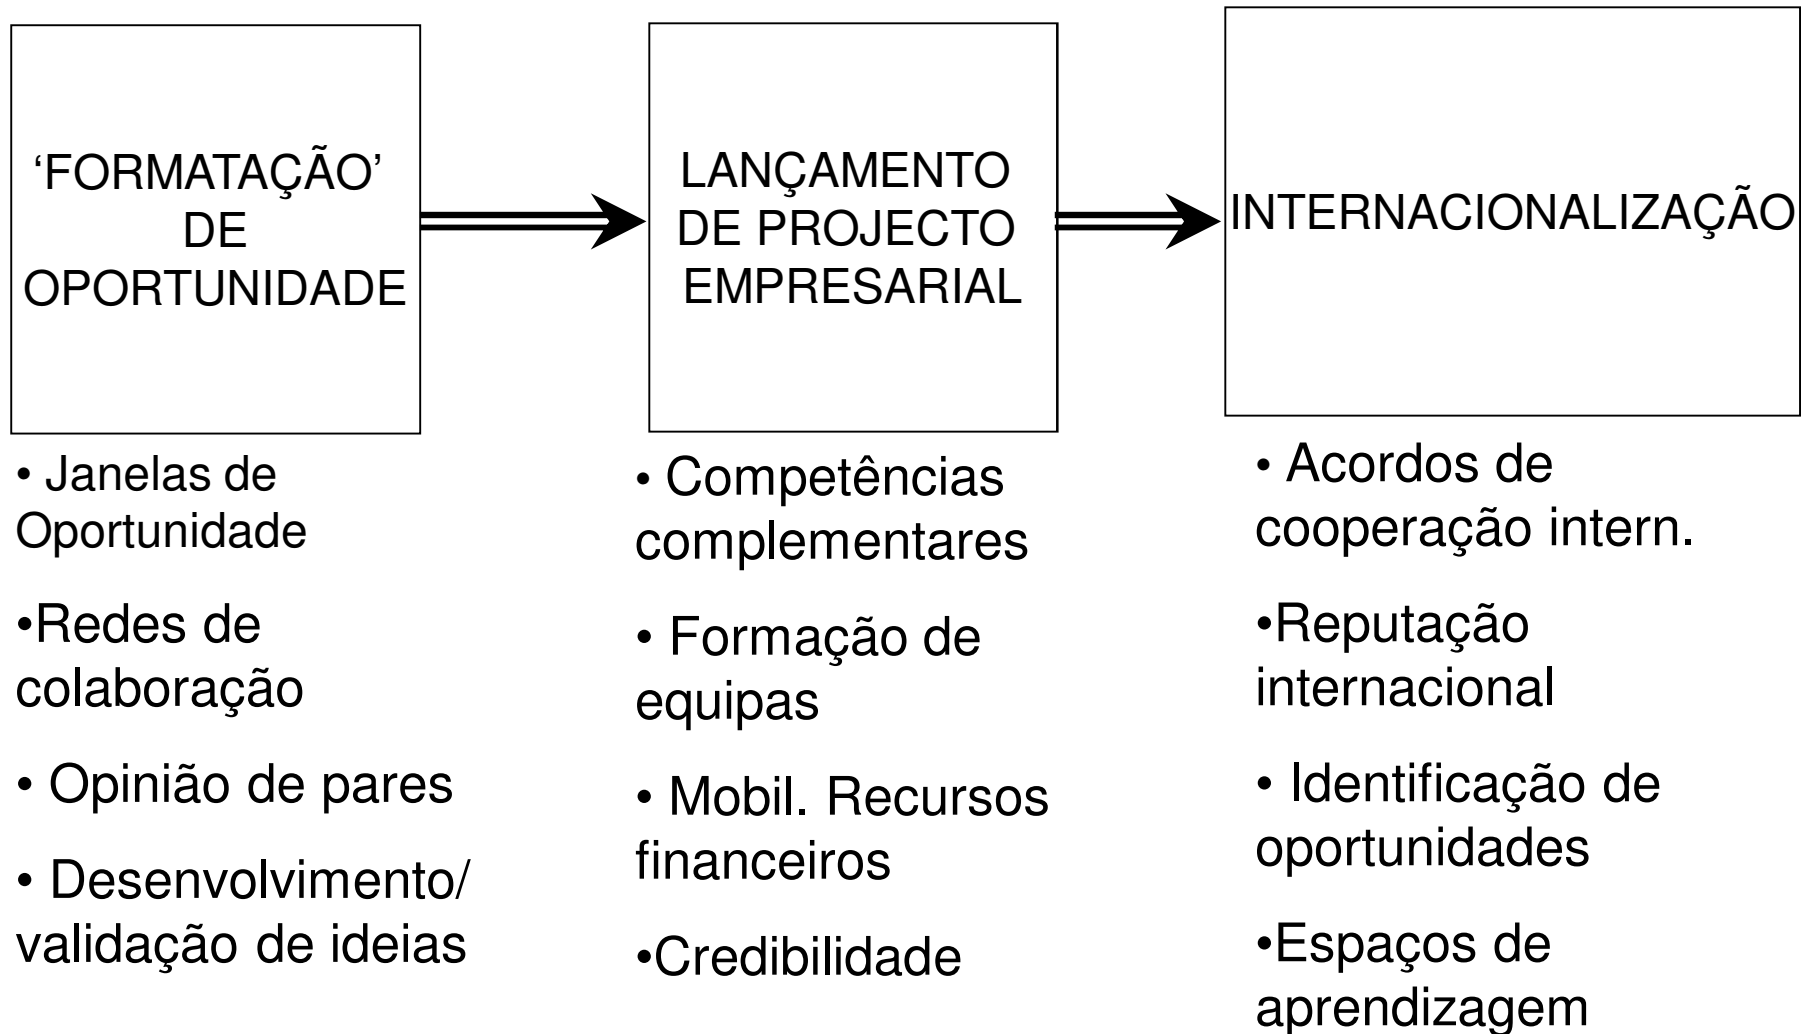 ‘FORMATAÇÃO’
DE
OPORTUNIDADE
LANÇAMENTO
DE PROJECTO
EMPRESARIAL
INTERNACIONALIZAÇÃO
• Janelas de
Oportunidade
•Redes de
colaboração
• Opinião de pares
• Desenvolvimento/
validação de ideias
• Competências
complementares
• Formação de
equipas
• Mobil. Recursos
financeiros
•Credibilidade
• Acordos de
cooperação intern.
•Reputação
internacional
• Identificação de
oportunidades
•Espaços de
aprendizagem